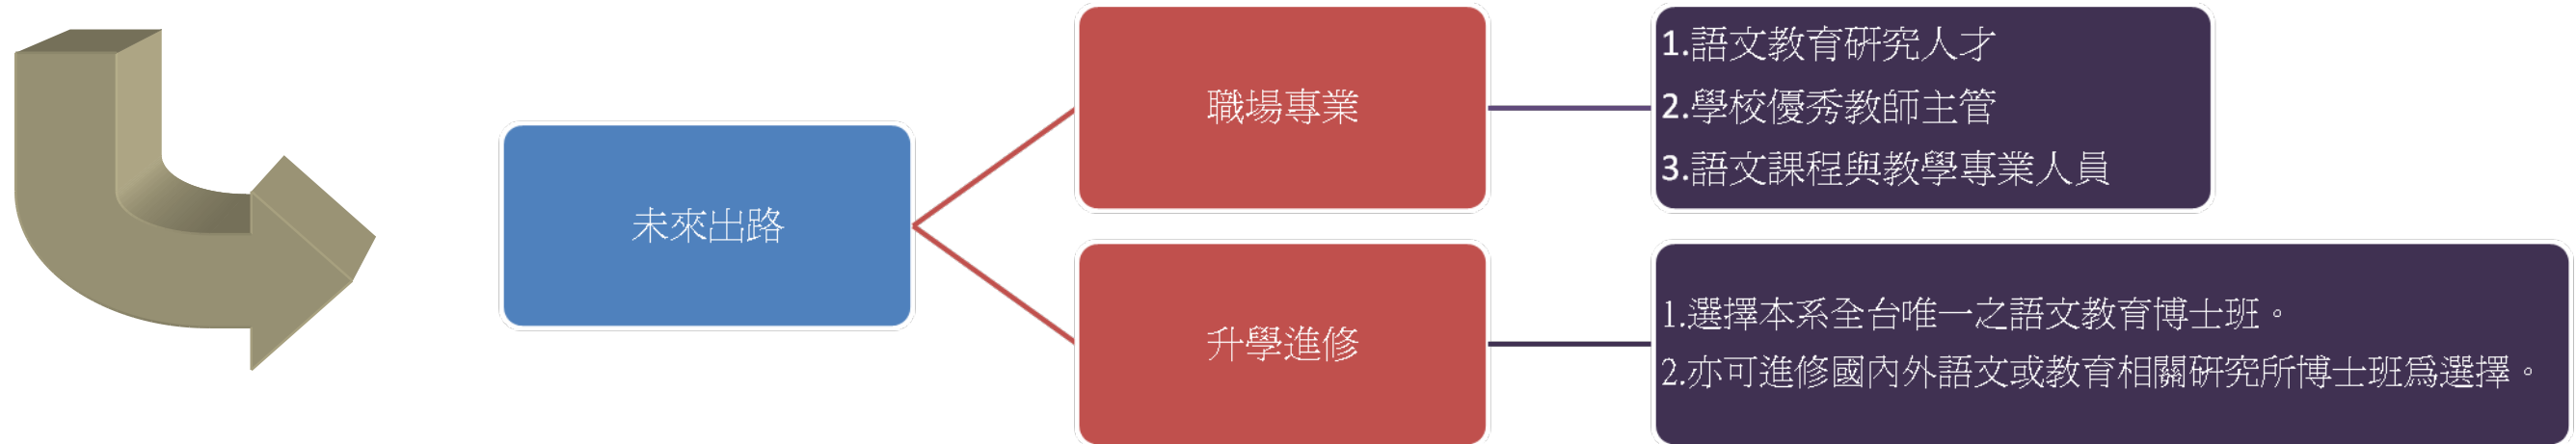 未來出路
職場專業
1.語文教育研究人才
2.學校優秀教師主管
3.語文課程與教學專業人員
升學進修
1.選擇本系全台唯一之語文教育博士班。
2.亦可進修國內外語文或教育相關研究所博士班為選擇。